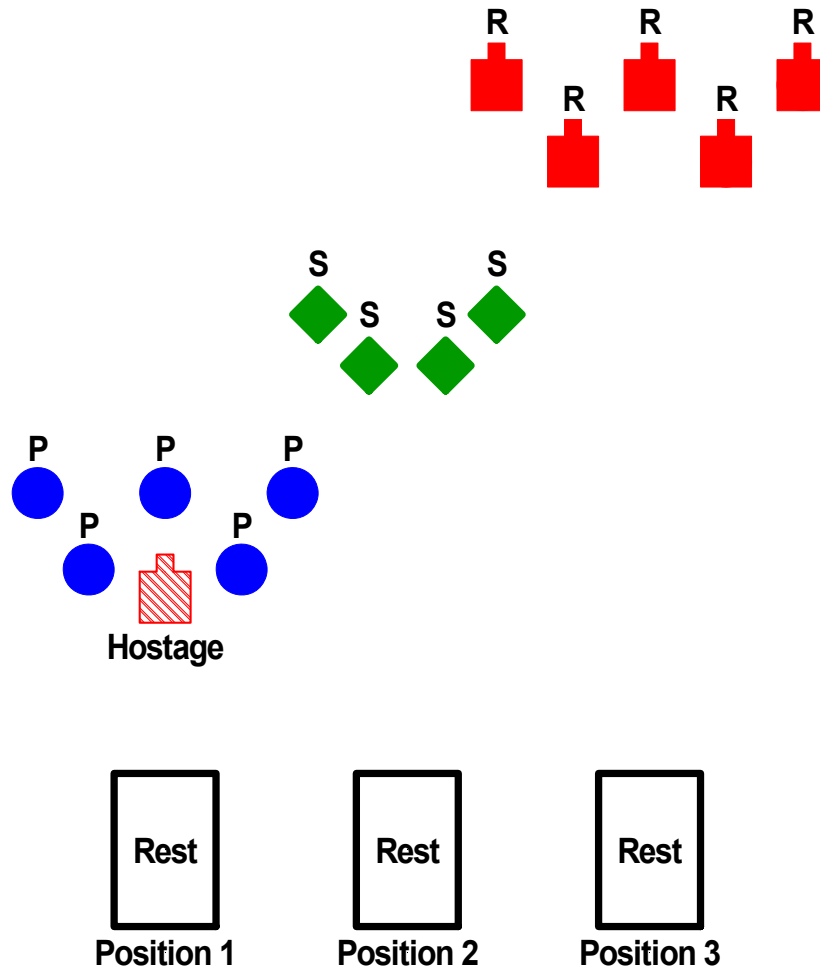 R R R
R R
S S
S S
P P P
P P
Hostage
Rest Rest Rest
Position 1 Position 2 Position 3